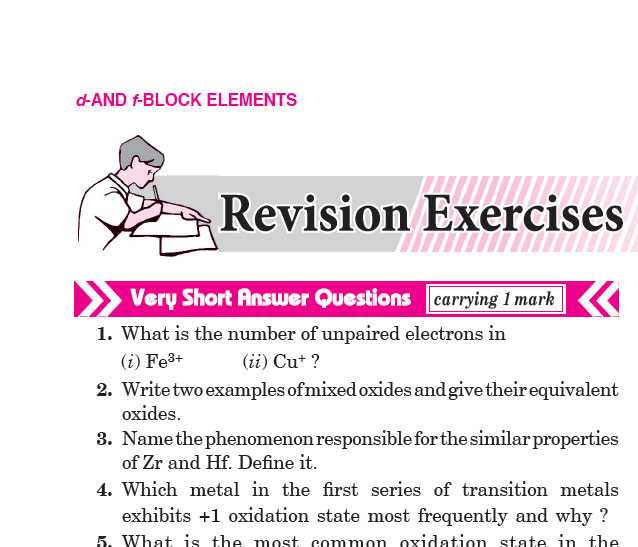 d-AND f-BLOCK ELEMENTS
Revision Exercises
Very Short Answer Questions carrying 1 mark
1. What is the number of unpaired electrons in
(i) Fe³⁺ (ii) Cu⁺ ?
2. Write two examples of mixed oxides and give their equivalent
oxides.
3. Name the phenomenon responsible for the similar properties
of Zr and Hf. Define it.
4. Which metal in the first series of transition metals
exhibits +1 oxidation state most frequently and why ?
5. What is the most common oxidation state in the